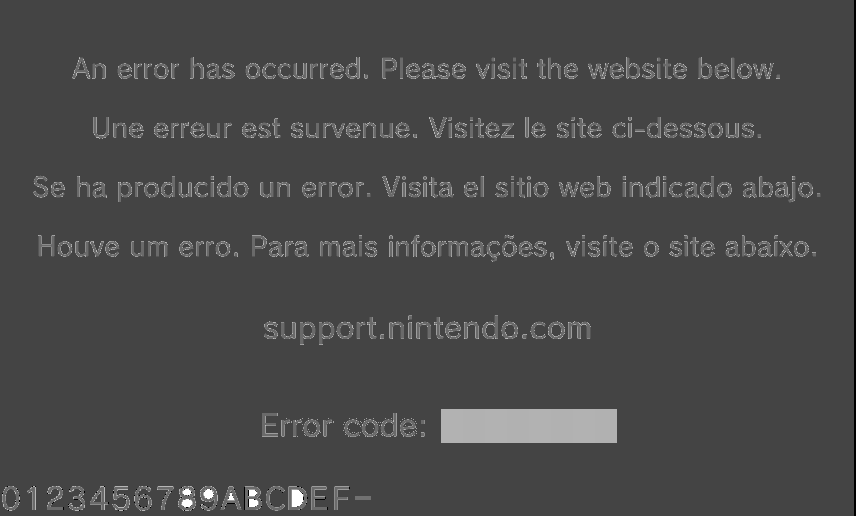 An error has occurred. Please visit the website below.
Une erreur est survenue. Visitez le site ci-dessous.
Se ha producido un error. Visita el sitio web indicado abajo.
Houve um erro. Para mais informações, visite o site abaixo.
support.nintendo.com
Error code:
0123456789ABCDEF-